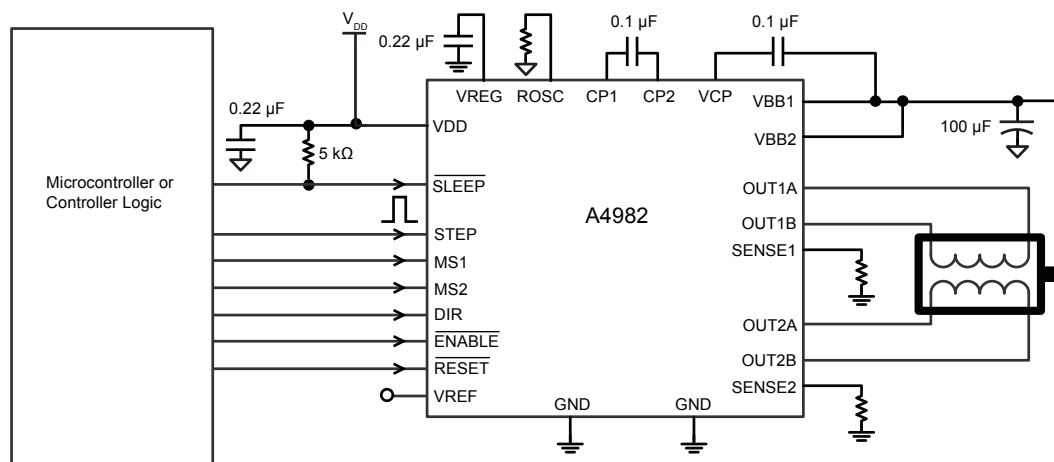 V_DD
0.22 µF
0.1 µF
0.1 µF
0.22 µF
VREG
ROSC
CP1
CP2
VCP
VBB1
VDD
100 µF
VBB2
5 kΩ
Microcontroller or
Controller Logic
SLEEP
OUT1A
A4982
OUT1B
STEP
SENSE1
MS1
MS2
DIR
OUT2A
ENABLE
OUT2B
RESET
SENSE2
VREF
GND
GND